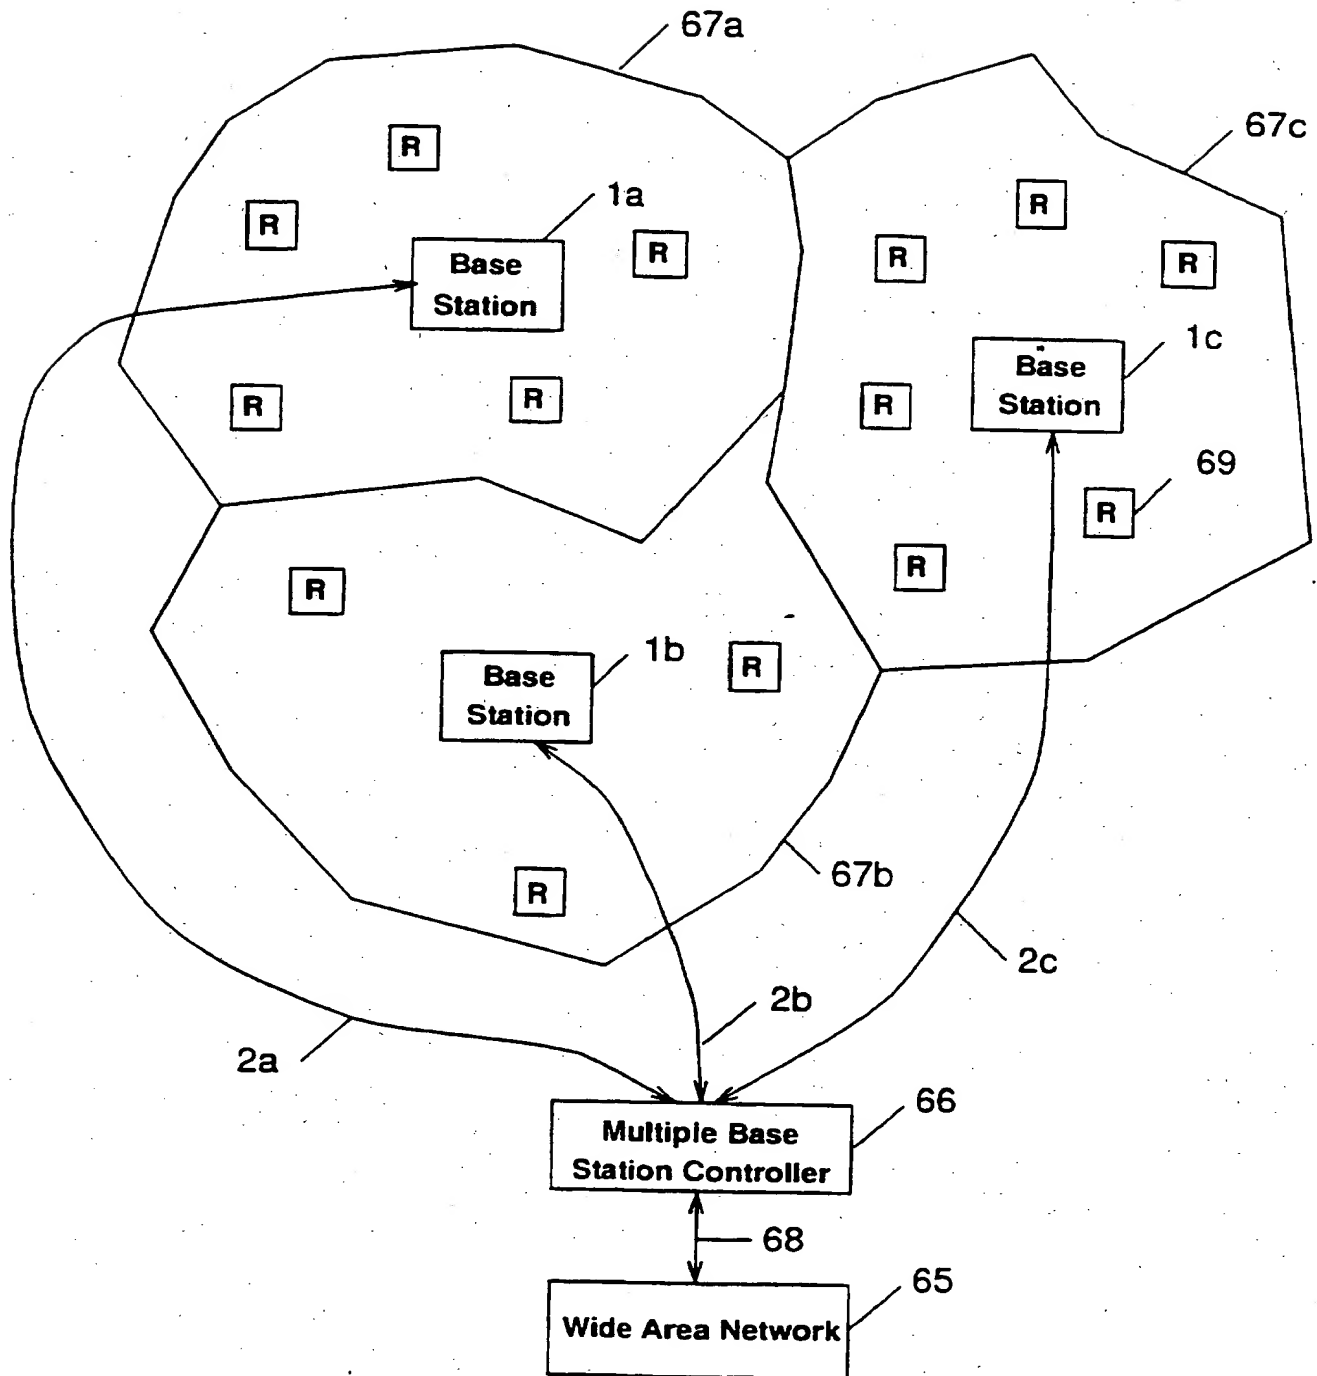 67a
67c
R
R
R
1a
R
R
R
Base
Station
1c
Base
Station
R
R
R
69
R
R
R
1b
R
Base
Station
67b
R
2c
2b
2a
66
Multiple Base
Station Controller
68
65
Wide Area Network